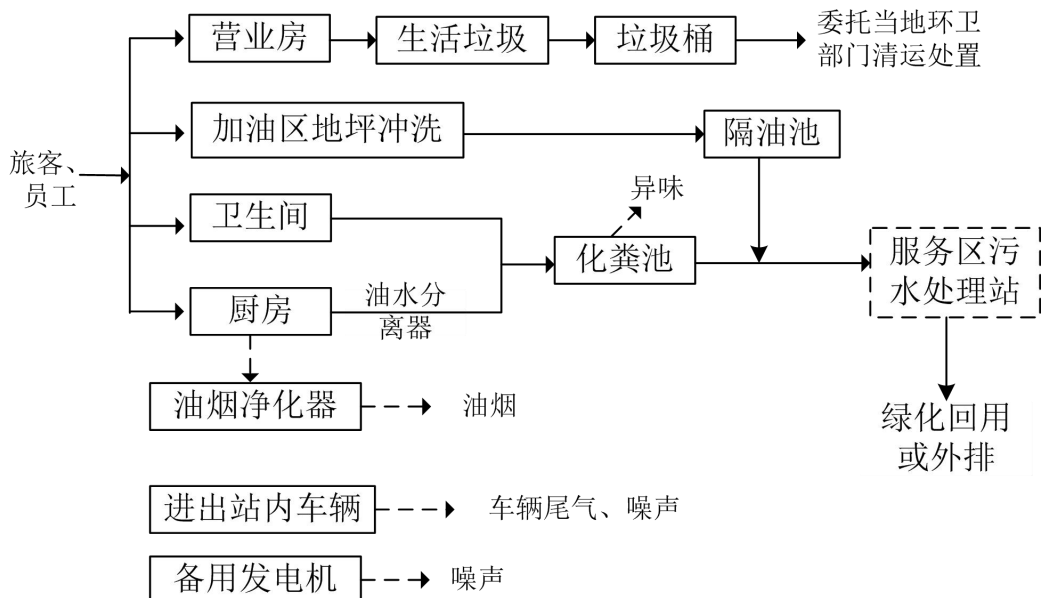 营业房
生活垃圾
垃圾桶
委托当地环卫
部门清运处置
加油区地坪冲洗
隔油池
旅客、
员工
异味
卫生间
化粪池
服务区污
水处理站
厨房
油水分
离器
油烟净化器
油烟
绿化回用
或外排
进出站内车辆
车辆尾气、噪声
备用发电机
噪声